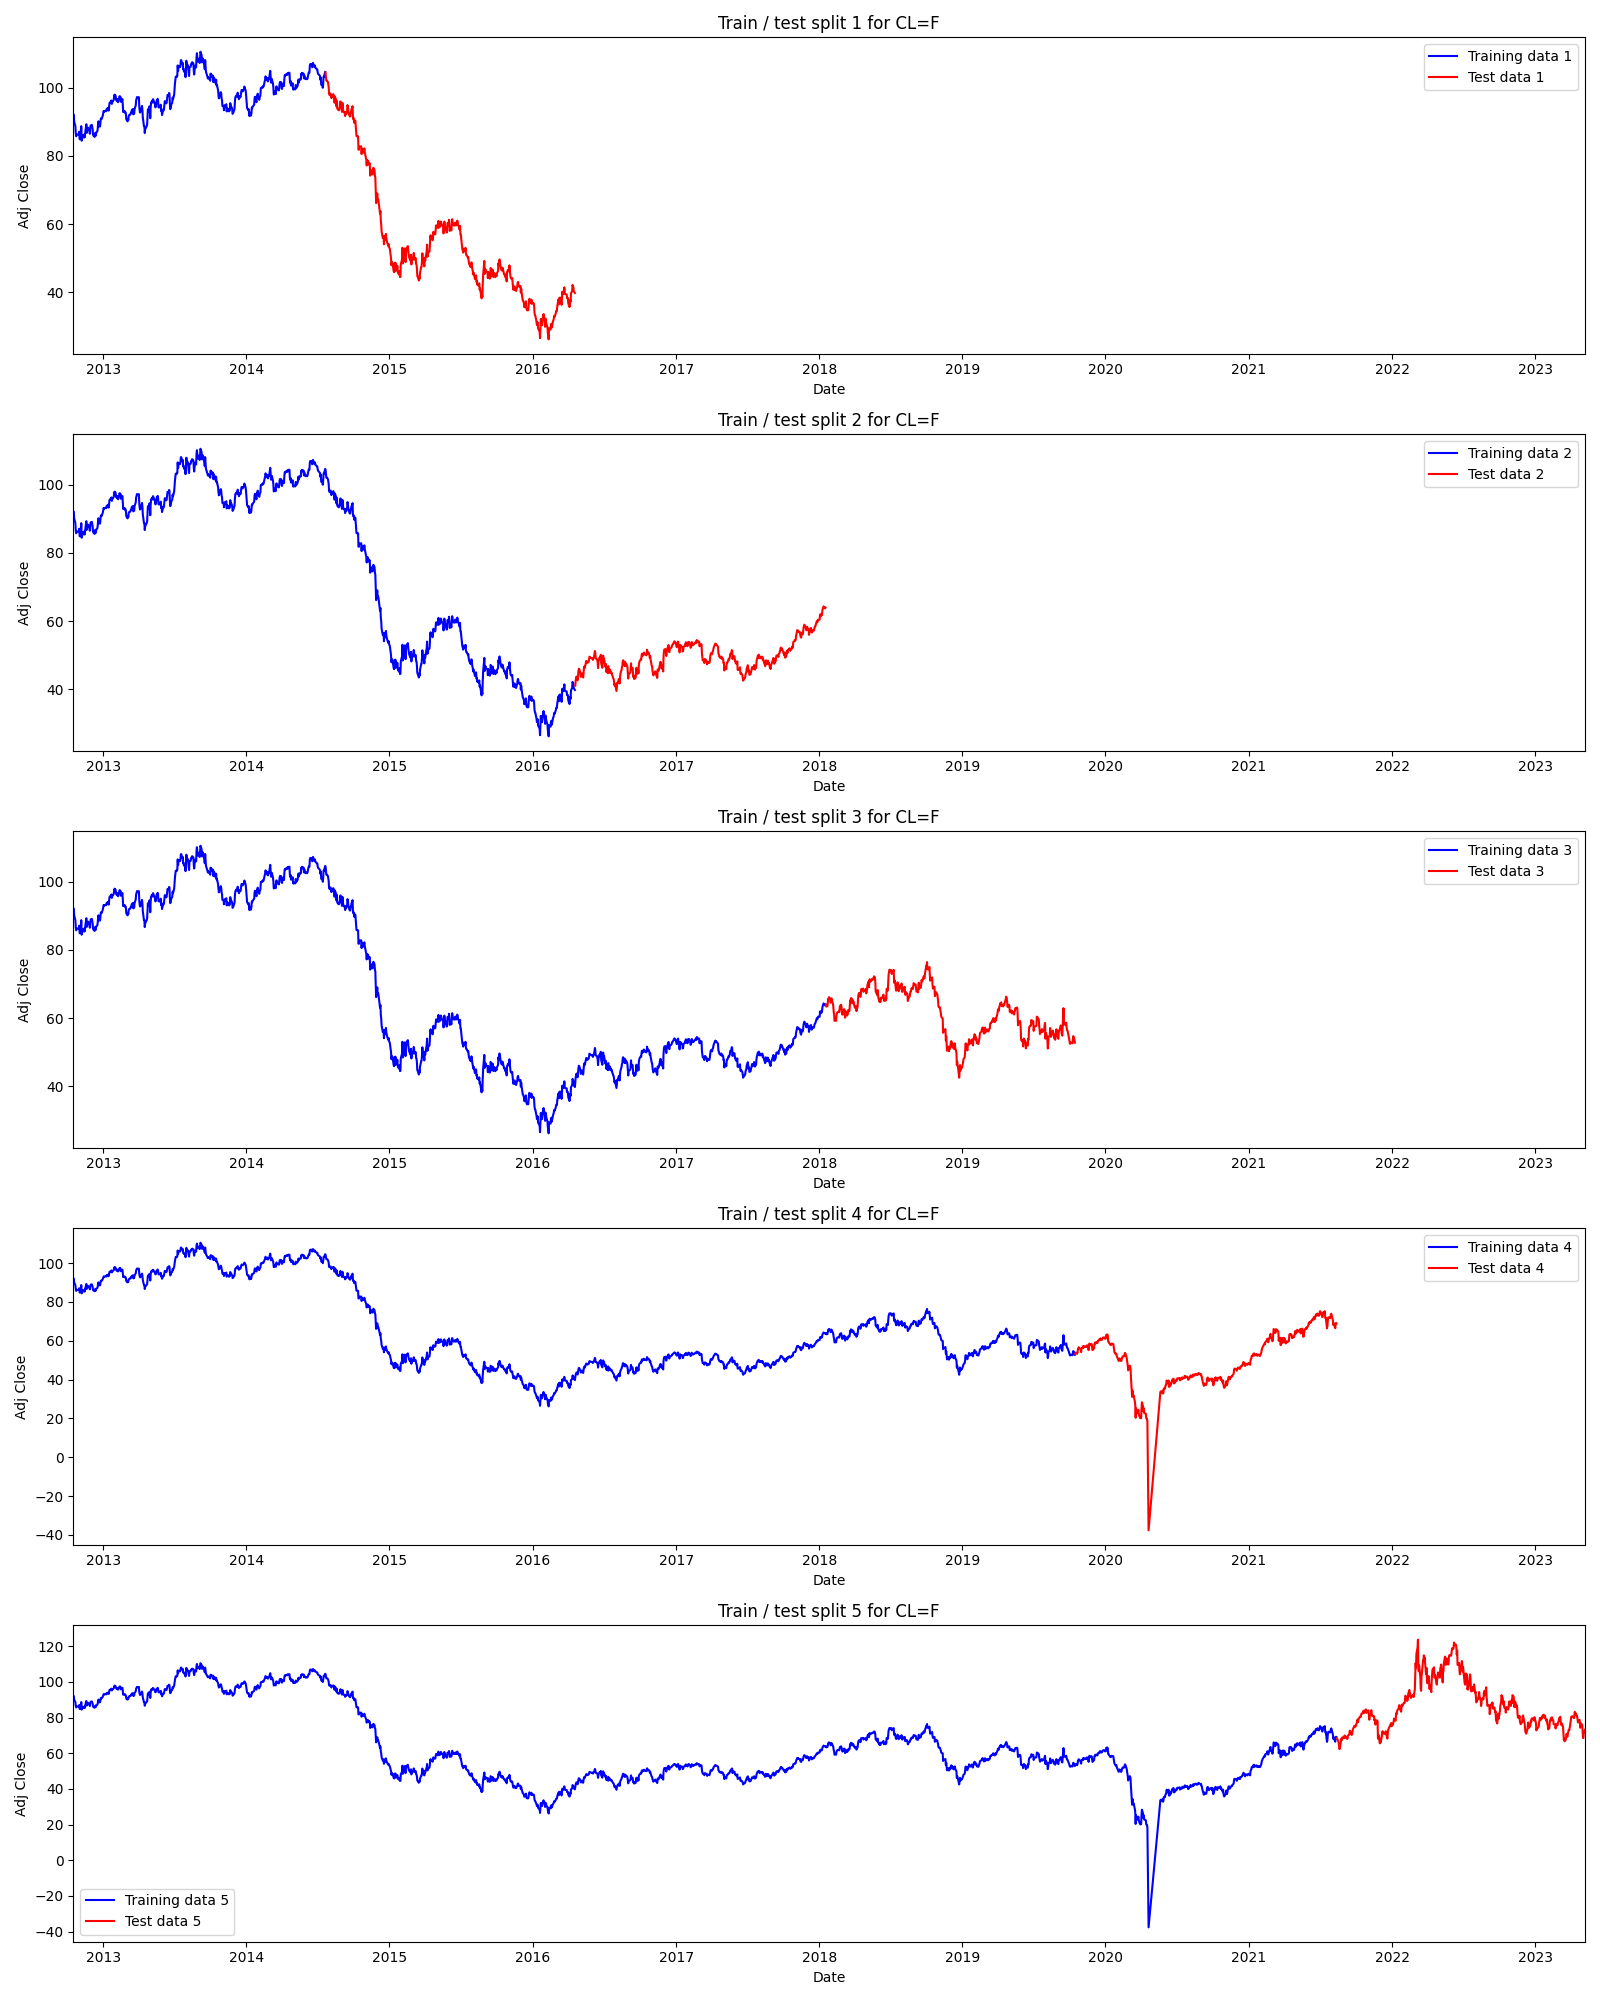 Train / test split 1 for CL=F
Training data 1
Test data 1
Adj Close
100
80
60
40
2013 2014 2015 2016 2017 2018 2019 2020 2021 2022 2023
Date
Train / test split 2 for CL=F
Training data 2
Test data 2
Adj Close
100
80
60
40
2013 2014 2015 2016 2017 2018 2019 2020 2021 2022 2023
Date
Train / test split 3 for CL=F
Training data 3
Test data 3
Adj Close
100
80
60
40
2013 2014 2015 2016 2017 2018 2019 2020 2021 2022 2023
Date
Train / test split 4 for CL=F
Training data 4
Test data 4
Adj Close
100
80
60
40
20
0
−20
−40
2013 2014 2015 2016 2017 2018 2019 2020 2021 2022 2023
Date
Train / test split 5 for CL=F
Adj Close
120
100
80
60
40
20
0
−20
−40
Training data 5
Test data 5
2013 2014 2015 2016 2017 2018 2019 2020 2021 2022 2023
Date